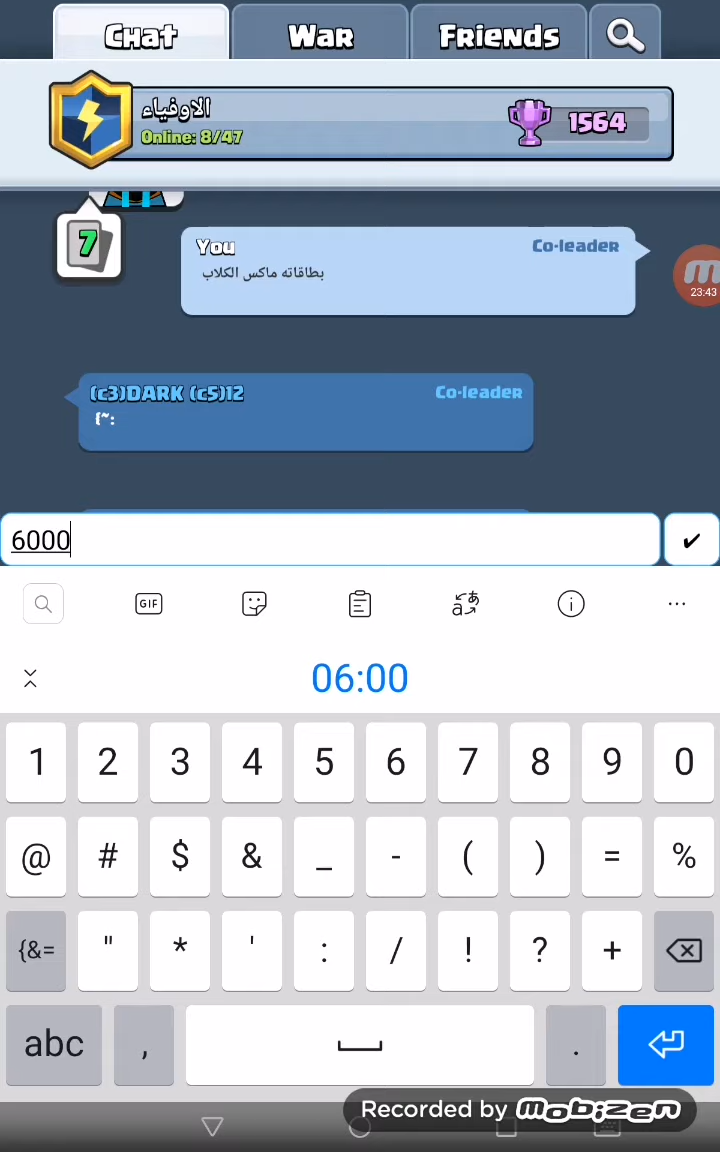 Chat
War
Friends
الاوفياء
Online: 8/47
1564
7
You
Co-leader
بطاقاته ماكس الكلاب
23:43
(c3)DARK (c5)12
Co-leader
(~:
6000
✔
GIF
06:00
1 2 3 4 5 6 7 8 9 0
@ # $ & _ - ( ) = %
{&= " * ' : / ! ? +
abc , .
Recorded by mobizen